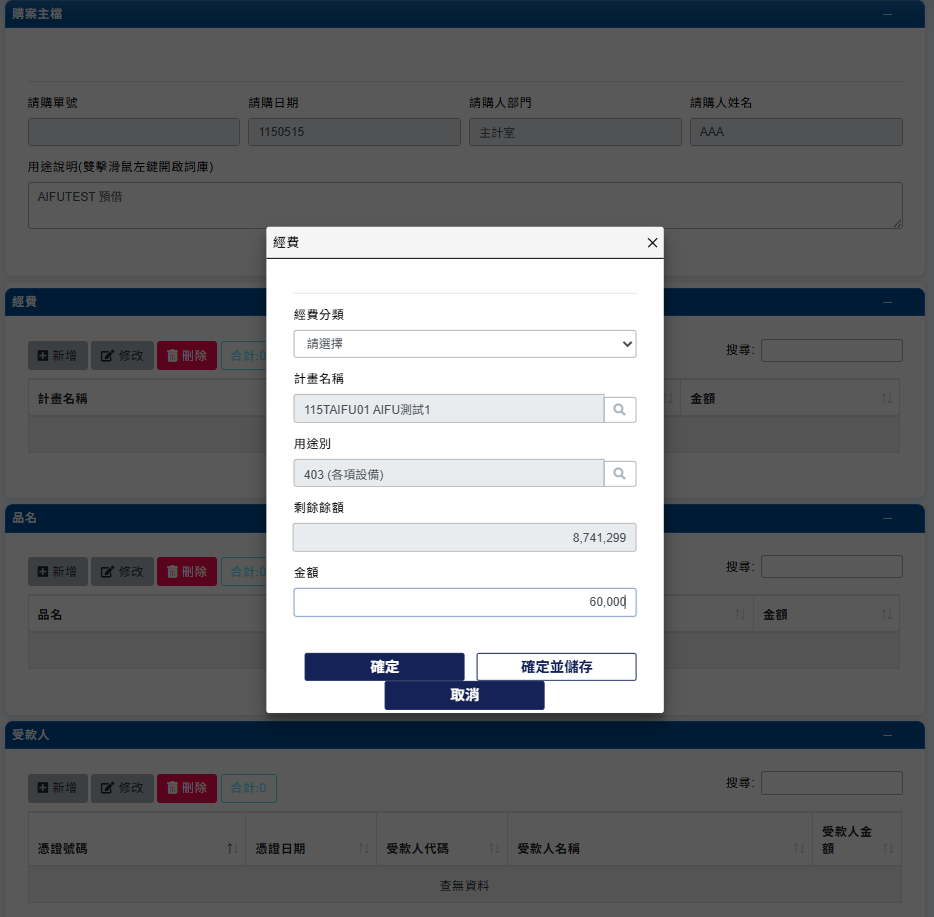 購案主檔
請購單號 請購日期 請購人部門 請購人姓名
1150515 主計室 AAA
用途說明(雙擊滑鼠左鍵開啟詞庫)
AIFUTEST 預借
經費
新增 修改 刪除 合計:0 搜尋:
計畫名稱 金額
品名
新增 修改 刪除 合計:0 搜尋:
品名 金額
經費
經費分類
請選擇
計畫名稱
115TAIFU01 AIFU測試1
用途別
403 (各項設備)
剩餘餘額
8,741,299
金額
60,000
確定 確定並儲存
取消
受款人
新增 修改 刪除 合計:0 搜尋:
憑證號碼 憑證日期 受款人代碼 受款人名稱 受款人金
額
查無資料